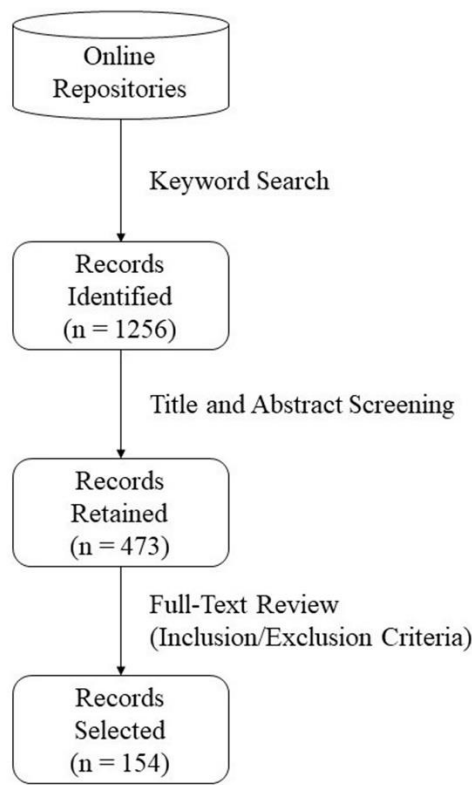 Online
Repositories
Keyword Search
Records
Identified
(n = 1256)
Title and Abstract Screening
Records
Retained
(n = 473)
Full-Text Review
(Inclusion/Exclusion Criteria)
Records
Selected
(n = 154)